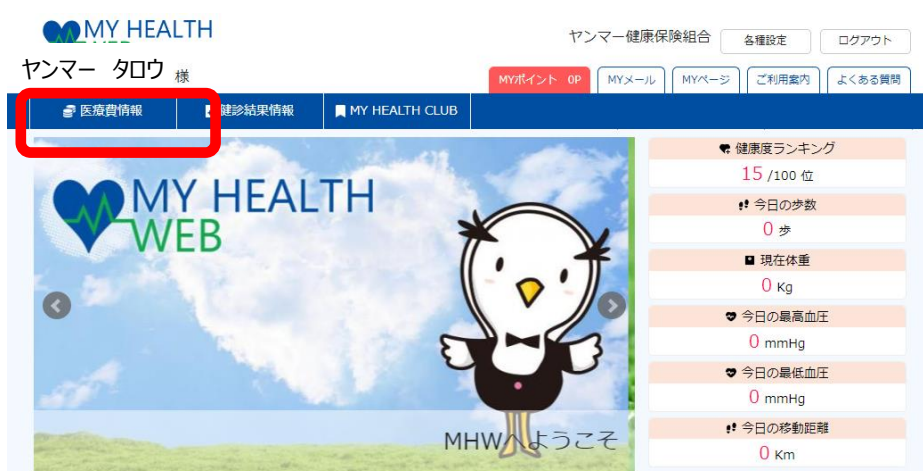 MY HEALTH
WEB
ヤンマー健康保険組合
各種設定
ログアウト
ヤンマー タロウ 様
MYポイント 0P
MYメール
MYページ
ご利用案内
よくある質問
医療費情報
健診結果情報
MY HEALTH CLUB
MY HEALTH
WEB
MHWへようこそ
健康度ランキング
15 /100 位
今日の歩数
0 歩
現在体重
0 Kg
今日の最高血圧
0 mmHg
今日の最低血圧
0 mmHg
今日の移動距離
0 Km